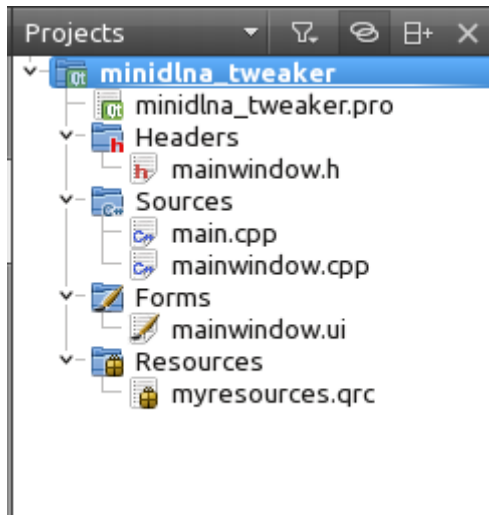 Projects
minidlna_tweaker
minidlna_tweaker.pro
Headers
mainwindow.h
Sources
main.cpp
mainwindow.cpp
Forms
mainwindow.ui
Resources
myresources.qrc